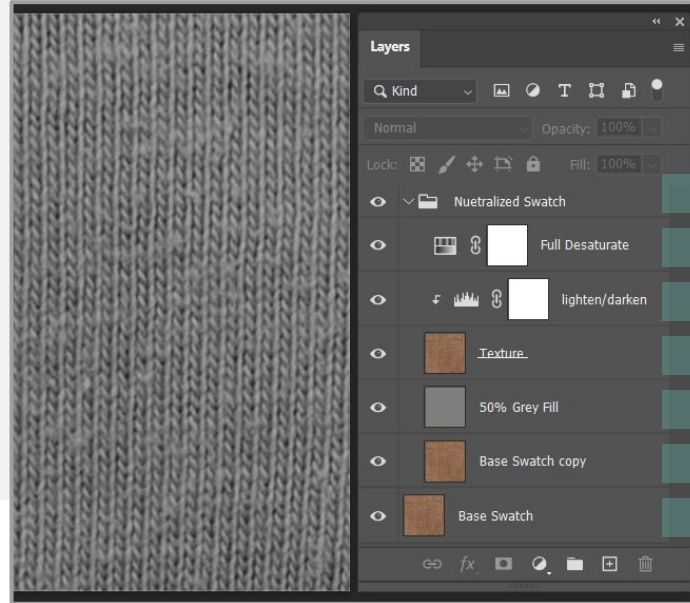 Layers
Kind
Normal
Opacity: 100%
Lock:
Fill: 100%
Nuetralized Swatch
Full Desaturate
lighten/darken
Texture
50% Grey Fill
Base Swatch copy
Base Swatch
fx